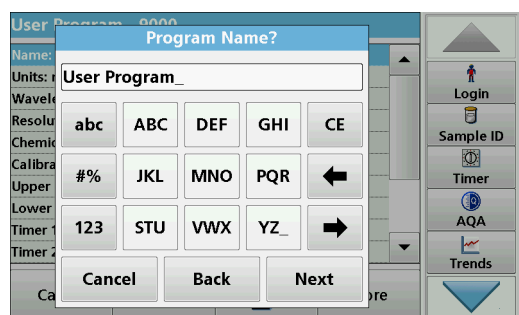 User Program 9000
Program Name?
Name:
User Program_
Units:
Resolu
Wavele
Chemic
Calibra
Upper
Lower
Timer 1
Timer 2
abc ABC DEF GHI CE
#% JKL MNO PQR
123 STU VWX YZ_
Cancel Back Next
Ca ore
Login
Sample ID
Timer
AQA
Trends